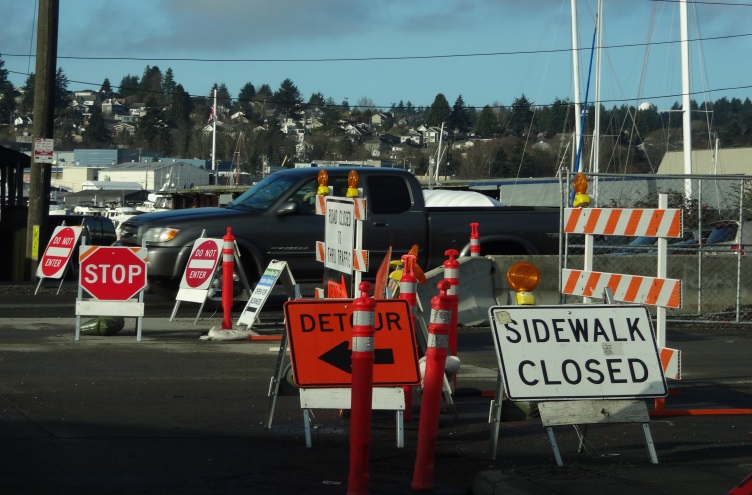 DO NOT
ENTER
STOP
DO NOT
ENTER
ROAD CLOSED
TO
THRU TRAFFIC
DETOUR
SIDEWALK
CLOSED